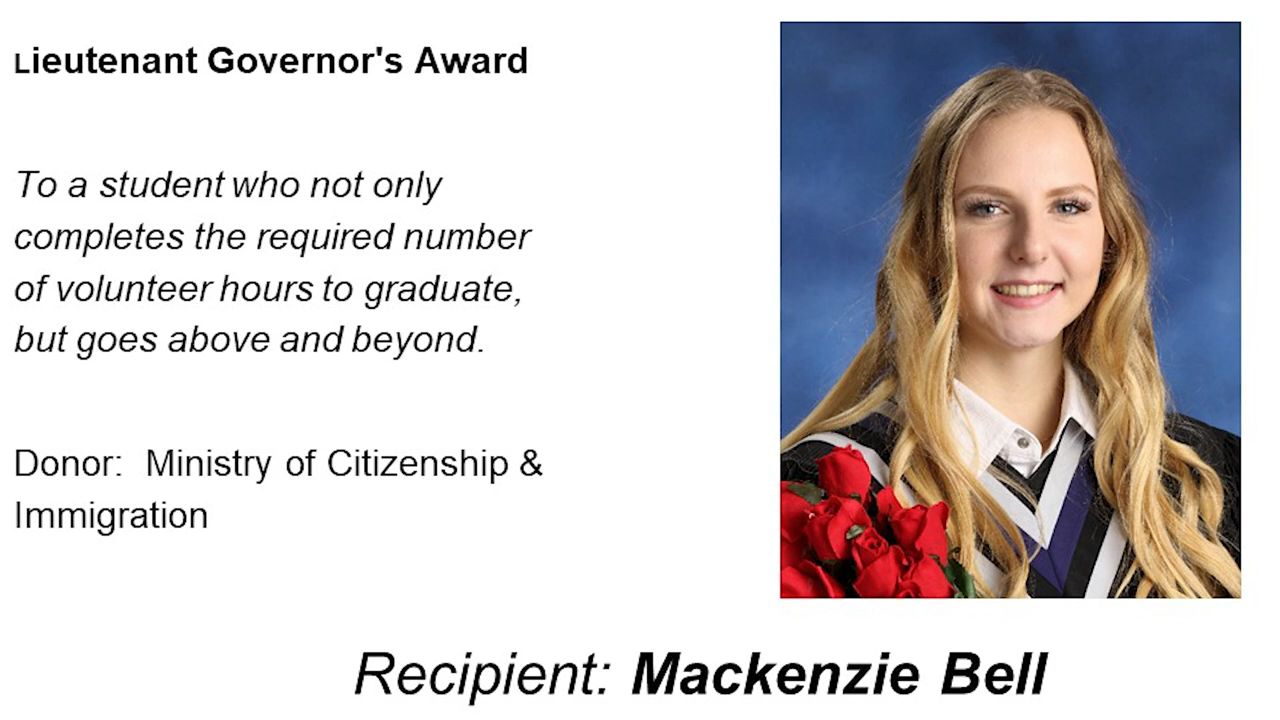 Lieutenant Governor's Award
To a student who not only
completes the required number
of volunteer hours to graduate,
but goes above and beyond.
Donor: Ministry of Citizenship &
Immigration
Recipient: Mackenzie Bell